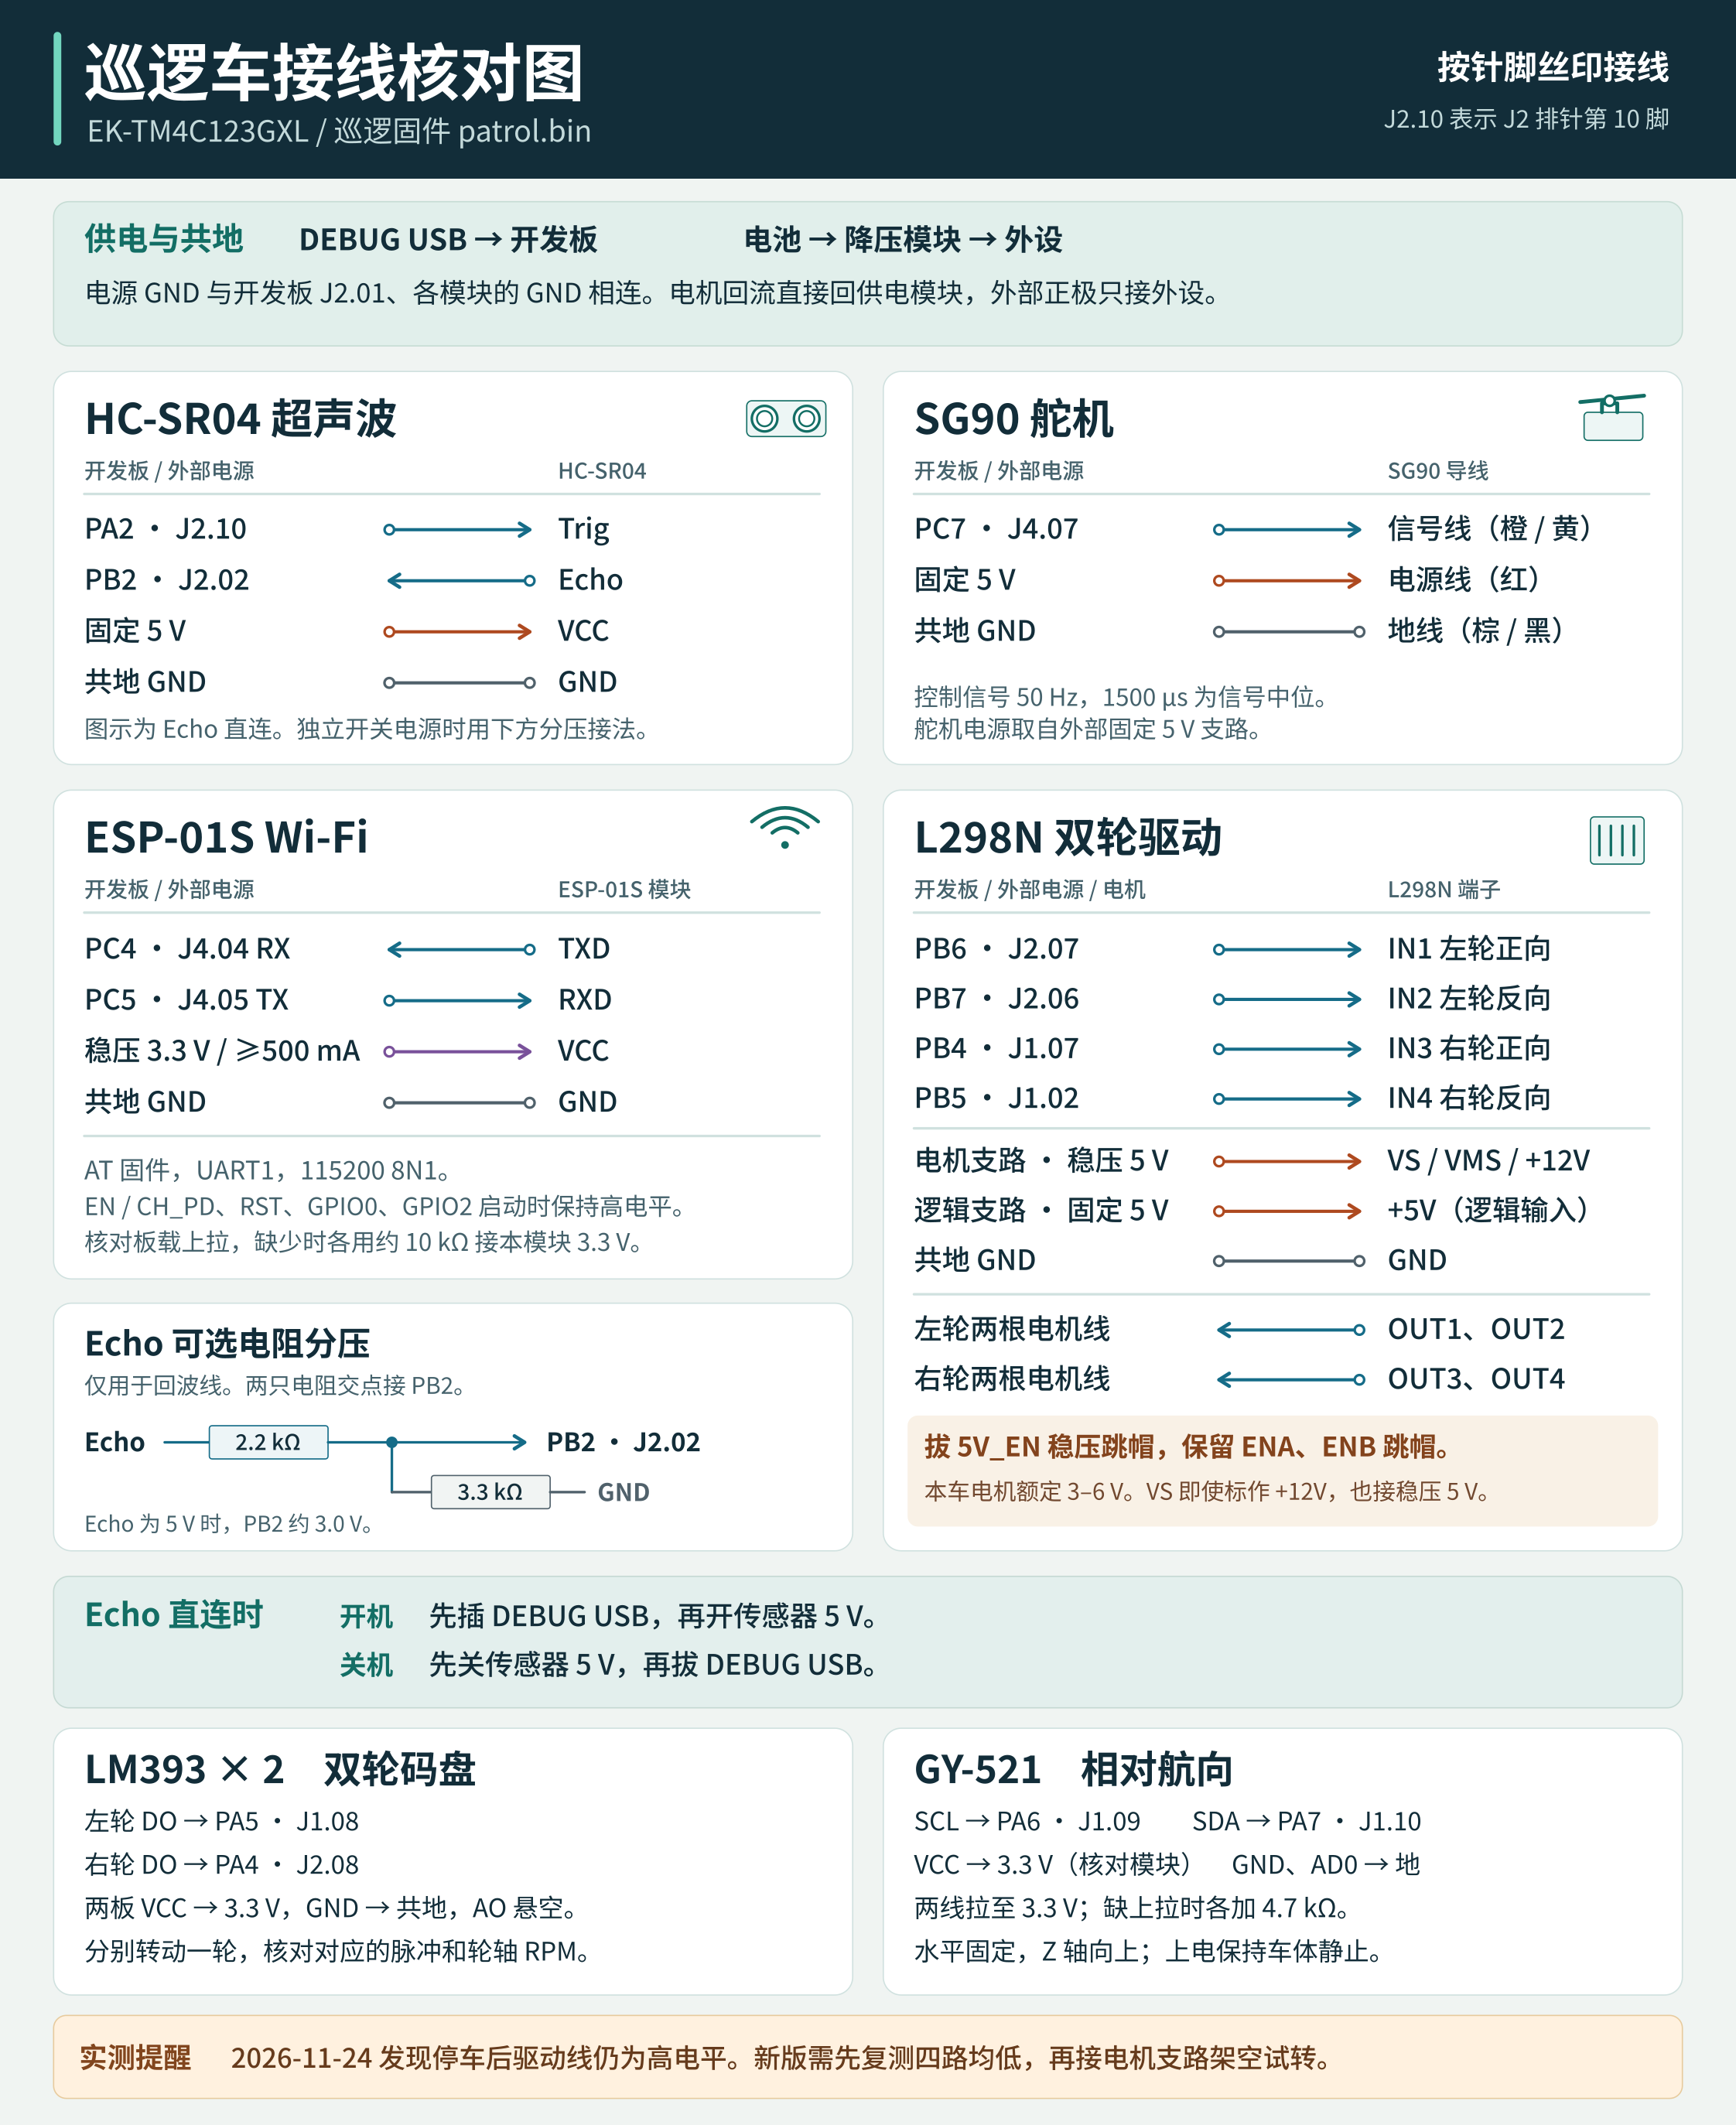 巡逻车接线核对图
EK-TM4C123GXL / 巡逻固件 patrol.bin
按针脚丝印接线
J2.10 表示 J2 排针第 10 脚
供电与共地 DEBUG USB → 开发板 电池 → 降压模块 → 外设
电源 GND 与开发板 J2.01、各模块的 GND 相连。电机回流直接回供电模块，外部正极只接外设。
HC-SR04 超声波
开发板 / 外部电源 HC-SR04
PA2 · J2.10 Trig
PB2 · J2.02 Echo
固定 5 V VCC
共地 GND GND
图示为 Echo 直连。独立开关电源时用下方分压接法。
SG90 舵机
开发板 / 外部电源 SG90 导线
PC7 · J4.07 信号线（橙 / 黄）
固定 5 V 电源线（红）
共地 GND 地线（棕 / 黑）
控制信号 50 Hz，1500 µs 为信号中位。
舵机电源取自外部固定 5 V 支路。
ESP-01S Wi-Fi
开发板 / 外部电源 ESP-01S 模块
PC4 · J4.04 RX TXD
PC5 · J4.05 TX RXD
稳压 3.3 V / ⩾500 mA VCC
共地 GND GND
AT 固件，UART1，115200 8N1。
EN / CH_PD、RST、GPIO0、GPIO2 启动时保持高电平。
核对板载上拉，缺少时各用约 10 kΩ 接本模块 3.3 V。
L298N 双轮驱动
开发板 / 外部电源 / 电机 L298N 端子
PB6 · J2.07 IN1 左轮正向
PB7 · J2.06 IN2 左轮反向
PB4 · J1.07 IN3 右轮正向
PB5 · J1.02 IN4 右轮反向
电机支路 · 稳压 5 V VS / VMS / +12V
逻辑支路 · 固定 5 V +5V（逻辑输入）
共地 GND GND
左轮两根电机线 OUT1、OUT2
右轮两根电机线 OUT3、OUT4
拔 5V_EN 稳压跳帽，保留 ENA、ENB 跳帽。
本车电机额定 3–6 V。VS 即使标作 +12V，也接稳压 5 V。
Echo 可选电阻分压
仅用于回波线。两只电阻交点接 PB2。
Echo 2.2 kΩ PB2 · J2.02
3.3 kΩ GND
Echo 为 5 V 时，PB2 约 3.0 V。
Echo 直连时 开机 先插 DEBUG USB，再开传感器 5 V。
关机 先关传感器 5 V，再拔 DEBUG USB。
LM393 × 2 双轮码盘
左轮 DO → PA5 · J1.08
右轮 DO → PA4 · J2.08
两板 VCC → 3.3 V，GND → 共地，AO 悬空。
分别转动一轮，核对对应的脉冲和轮轴 RPM。
GY-521 相对航向
SCL → PA6 · J1.09 SDA → PA7 · J1.10
VCC → 3.3 V（核对模块） GND、AD0 → 地
两线拉至 3.3 V；缺上拉时各加 4.7 kΩ。
水平固定，Z 轴向上；上电保持车体静止。
实测提醒 2026-11-24 发现停车后驱动线仍为高电平。新版需先复测四路均低，再接电机支路架空试转。